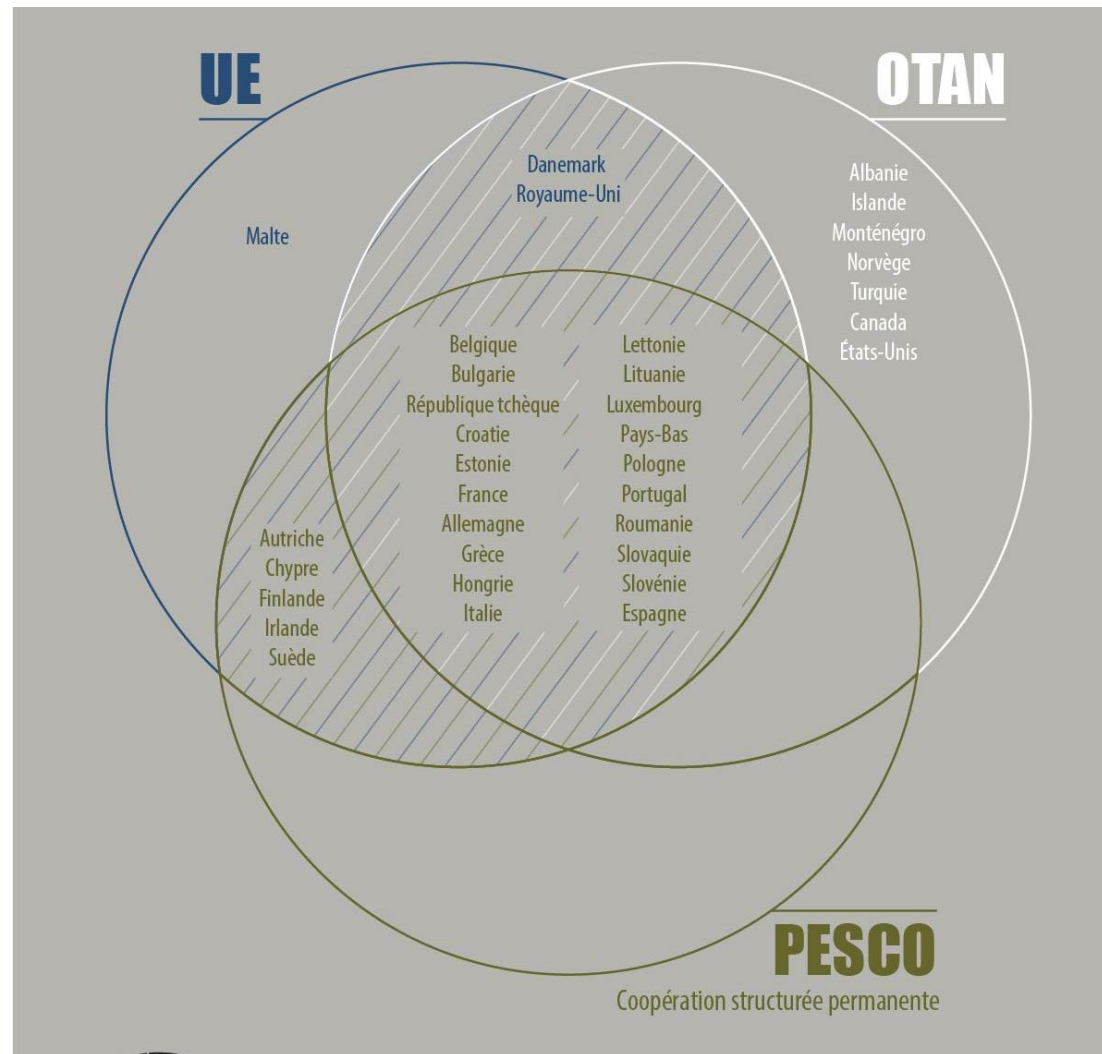 UE
OTAN
Danemark
Royaume-Uni
Malte
Albanie
Islande
Monténégro
Norvège
Turquie
Canada
États-Unis
Belgique
Bulgarie
République tchèque
Croatie
Estonie
France
Allemagne
Grèce
Hongrie
Italie
Lettonie
Lituanie
Luxembourg
Pays-Bas
Pologne
Portugal
Roumanie
Slovaquie
Slovénie
Espagne
Autriche
Chypre
Finlande
Irlande
Suède
PESCO
Coopération structurée permanente